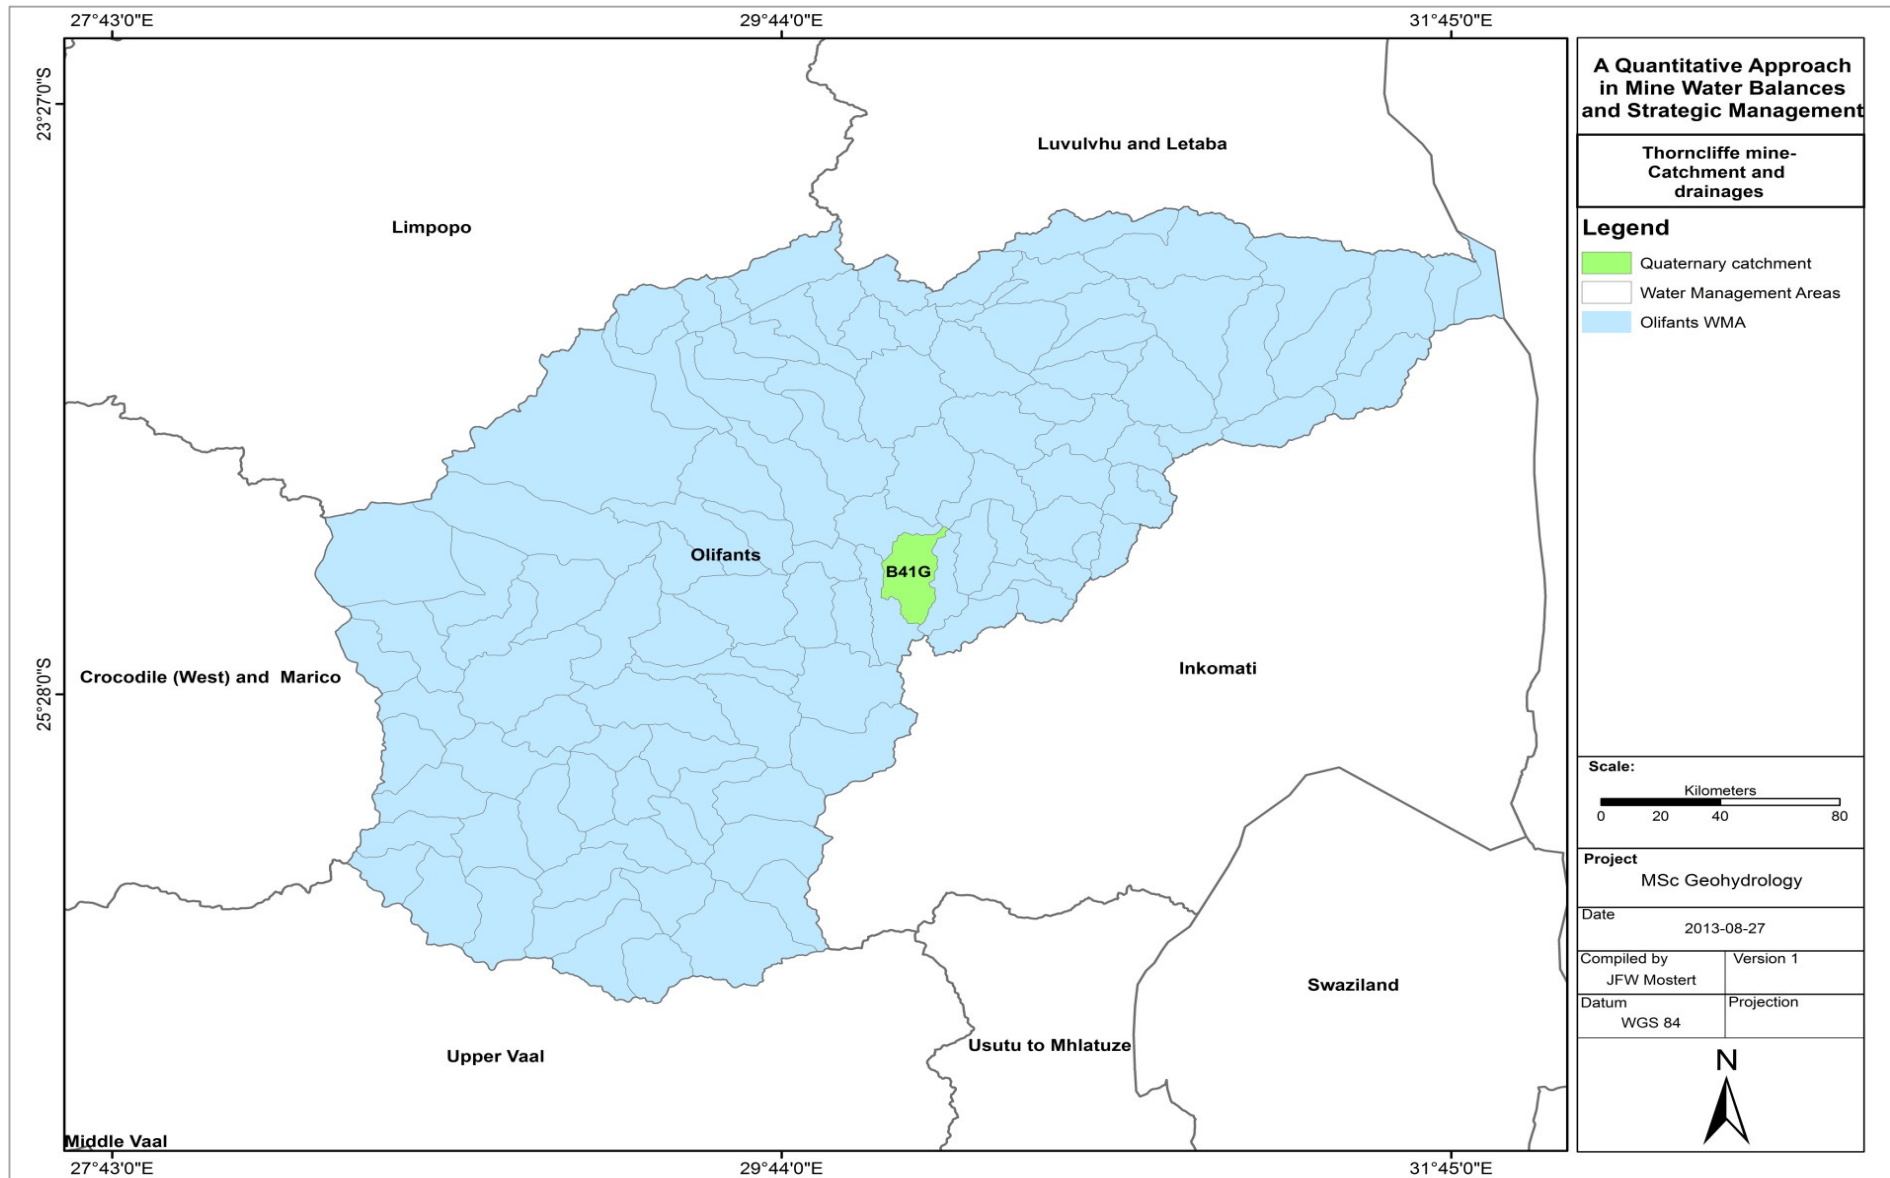 27°43'0"E 29°44'0"E 31°45'0"E
23°27'0"S
25°28'0"S
Luvulvhu and Letaba
Limpopo
Olifants
B41G
Crocodile (West) and Marico
Inkomati
Swaziland
Usutu to Mhlatuze
Upper Vaal
Middle Vaal
27°43'0"E 29°44'0"E 31°45'0"E
A Quantitative Approach
in Mine Water Balances
and Strategic Management
Thorncliffe mine-
Catchment and
drainages
Legend
Quaternary catchment
Water Management Areas
Olifants WMA
Scale:
Kilometers
0 20 40 80
Project
MSc Geohydrology
Date
2013-08-27
Compiled by
JFW Mostert
Version 1
Datum
WGS 84
Projection
N